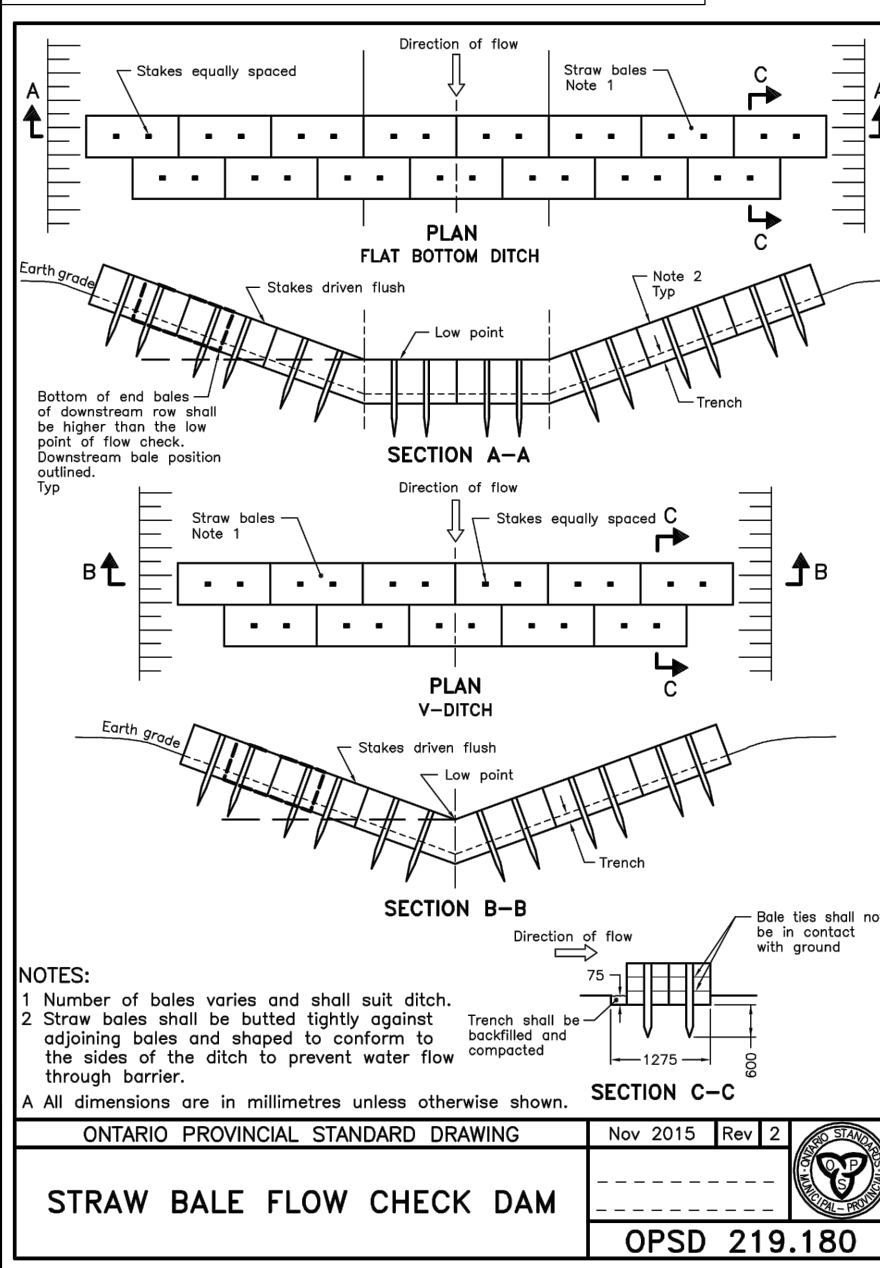 Direction of flow
A
Stakes equally spaced
Straw bales
Note 1
C
A
C
PLAN
FLAT BOTTOM DITCH
Earth grade
Stakes driven flush
Note 2
Typ
Low point
Bottom of end bales
of downstream row shall
be higher than the low
point of flow check.
Downstream bale position
outlined.
Typ
Trench
SECTION A-A
Direction of flow
Straw bales
Note 1
Stakes equally spaced
C
B
B
C
PLAN
V-DITCH
Earth grade
Stakes driven flush
Low point
Trench
SECTION B-B
Direction of flow
Bale ties shall no
be in contact
with ground
75
Trench shall be
backfilled and
compacted
1275
600
SECTION C-C
NOTES:
1 Number of bales varies and shall suit ditch.
2 Straw bales shall be butted tightly against
adjoining bales and shaped to conform to
the sides of the ditch to prevent water flow
through barrier.
A All dimensions are in millimetres unless otherwise shown.
ONTARIO PROVINCIAL STANDARD DRAWING
Nov 2015 Rev 2
STRAW BALE FLOW CHECK DAM
ONTARIO STANDARDS
MUNICIPAL - PROVINCIAL
OPS
OPSD 219.180